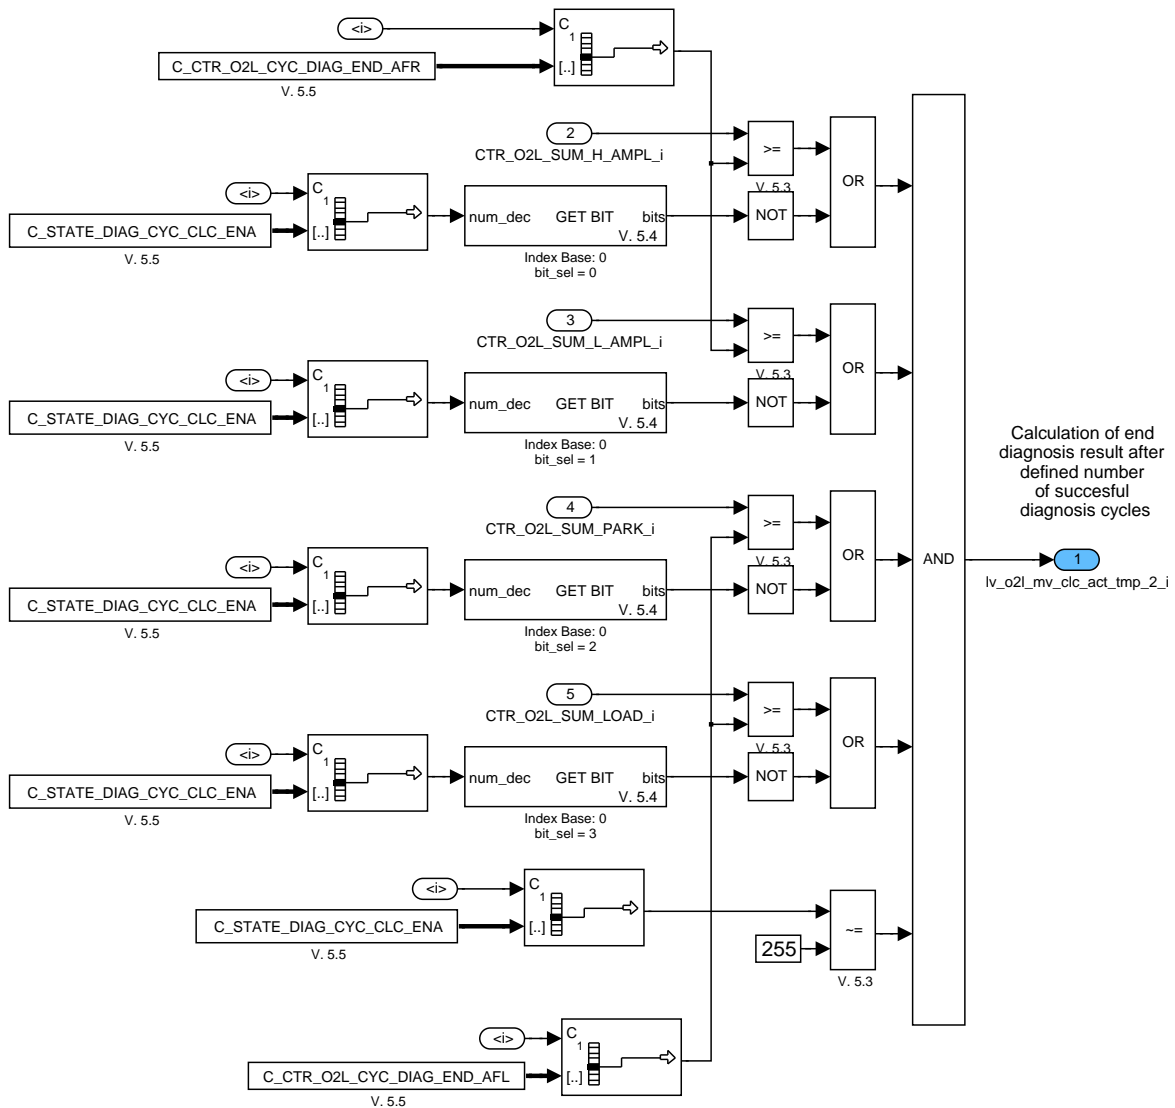 <i>
C
1
[..]
C_CTR_O2L_CYC_DIAG_END_AFR
V. 5.5
2
CTR_O2L_SUM_H_AMPL_i
>=
V. 5.3
OR
<i>
C
1
[..]
C_STATE_DIAG_CYC_CLC_ENA
V. 5.5
num_dec GET BIT bits
V. 5.4
Index Base: 0
bit_sel = 0
NOT
3
CTR_O2L_SUM_L_AMPL_i
>=
V. 5.3
OR
<i>
C
1
[..]
C_STATE_DIAG_CYC_CLC_ENA
V. 5.5
num_dec GET BIT bits
V. 5.4
Index Base: 0
bit_sel = 1
NOT
Calculation of end
diagnosis result after
defined number
of succesful
diagnosis cycles
4
CTR_O2L_SUM_PARK_i
>=
V. 5.3
OR
AND
1
lv_o2l_mv_clc_act_tmp_2_i
<i>
C
1
[..]
C_STATE_DIAG_CYC_CLC_ENA
V. 5.5
num_dec GET BIT bits
V. 5.4
Index Base: 0
bit_sel = 2
NOT
5
CTR_O2L_SUM_LOAD_i
>=
V. 5.3
OR
<i>
C
1
[..]
C_STATE_DIAG_CYC_CLC_ENA
V. 5.5
num_dec GET BIT bits
V. 5.4
Index Base: 0
bit_sel = 3
NOT
<i>
C
1
[..]
C_STATE_DIAG_CYC_CLC_ENA
V. 5.5
255
~=
V. 5.3
<i>
C
1
[..]
C_CTR_O2L_CYC_DIAG_END_AFL
V. 5.5